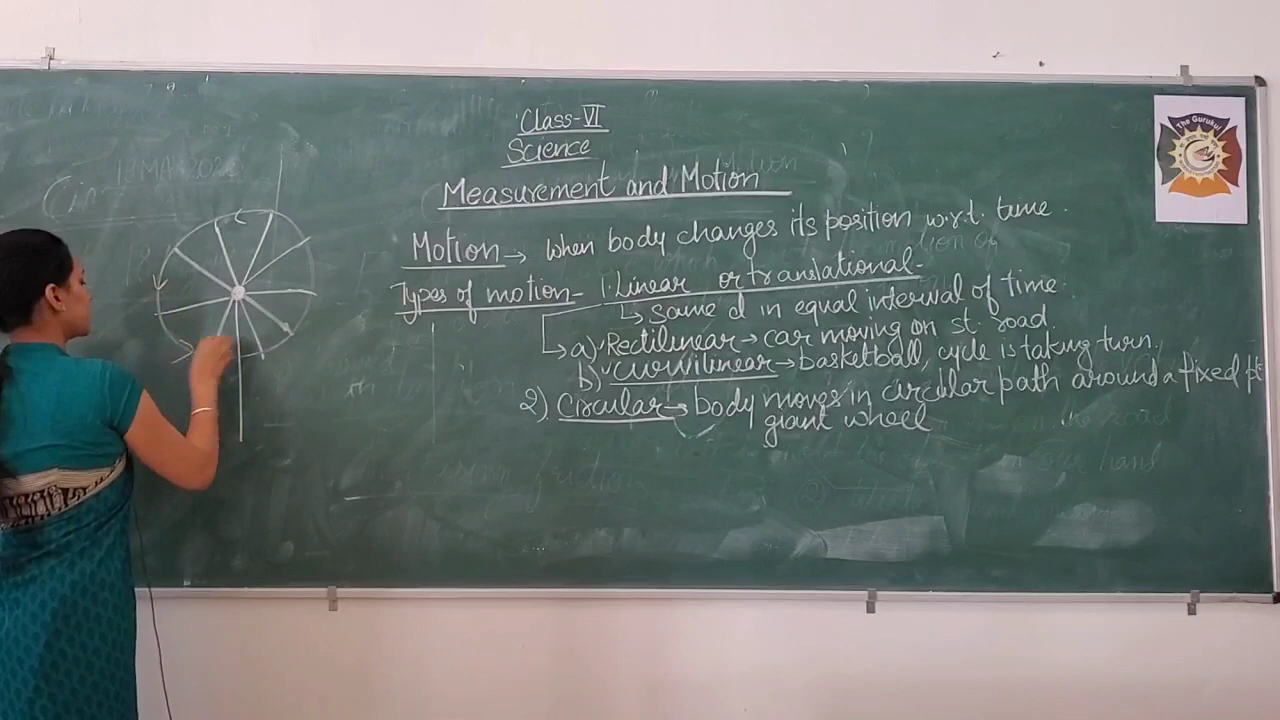 Class-VI
Science
Measurement and Motion
Motion → when body changes its position w.r.t. time.
Types of motion - 1. Linear or translational -
↳ same d in equal interval of time.
↳ a) Rectilinear → car moving on st. road.
b) Curvilinear → basketball, cycle is taking turn.
2) Circular → body moves in circular path around a fixed pt
giant wheel
The Gurukul